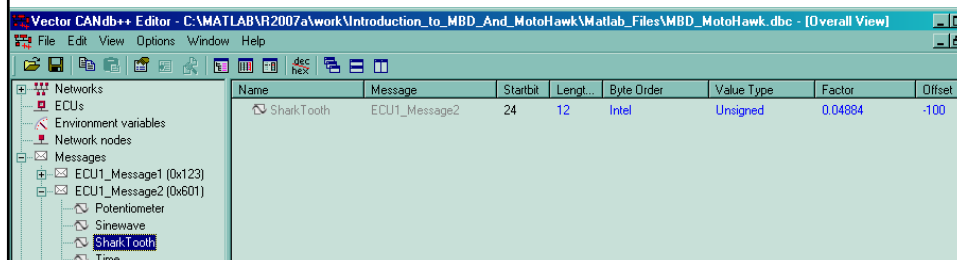 Vector CANdb++ Editor - C:\MATLAB\R2007a\work\Introduction_to_MBD_And_MotoHawk\Matlab_Files\MBD_MotoHawk.dbc - [Overall View]
File Edit View Options Window Help
dec
hex
Networks
ECUs
Environment variables
Network nodes
Messages
ECU1_Message1 (0x123)
ECU1_Message2 (0x601)
Potentiometer
Sinewave
SharkTooth
Time
Name Message Startbit Lengt... Byte Order Value Type Factor Offset
SharkTooth ECU1_Message2 24 12 Intel Unsigned 0.04884 -100